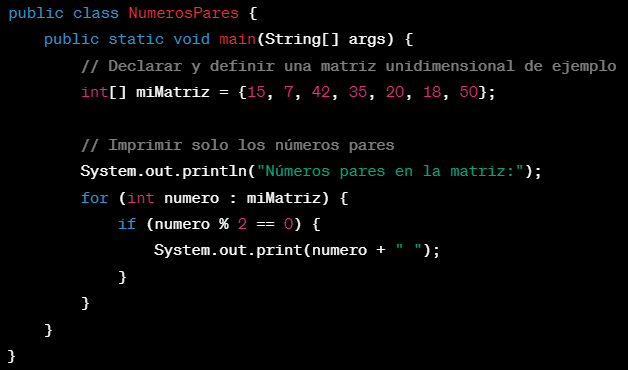 public class NumerosPares {
    public static void main(String[] args) {
        // Declarar y definir una matriz unidimensional de ejemplo
        int[] miMatriz = {15, 7, 42, 35, 20, 18, 50};

        // Imprimir solo los números pares
        System.out.println("Números pares en la matriz:");
        for (int numero : miMatriz) {
            if (numero % 2 == 0) {
                System.out.print(numero + " ");
            }
        }
    }
}